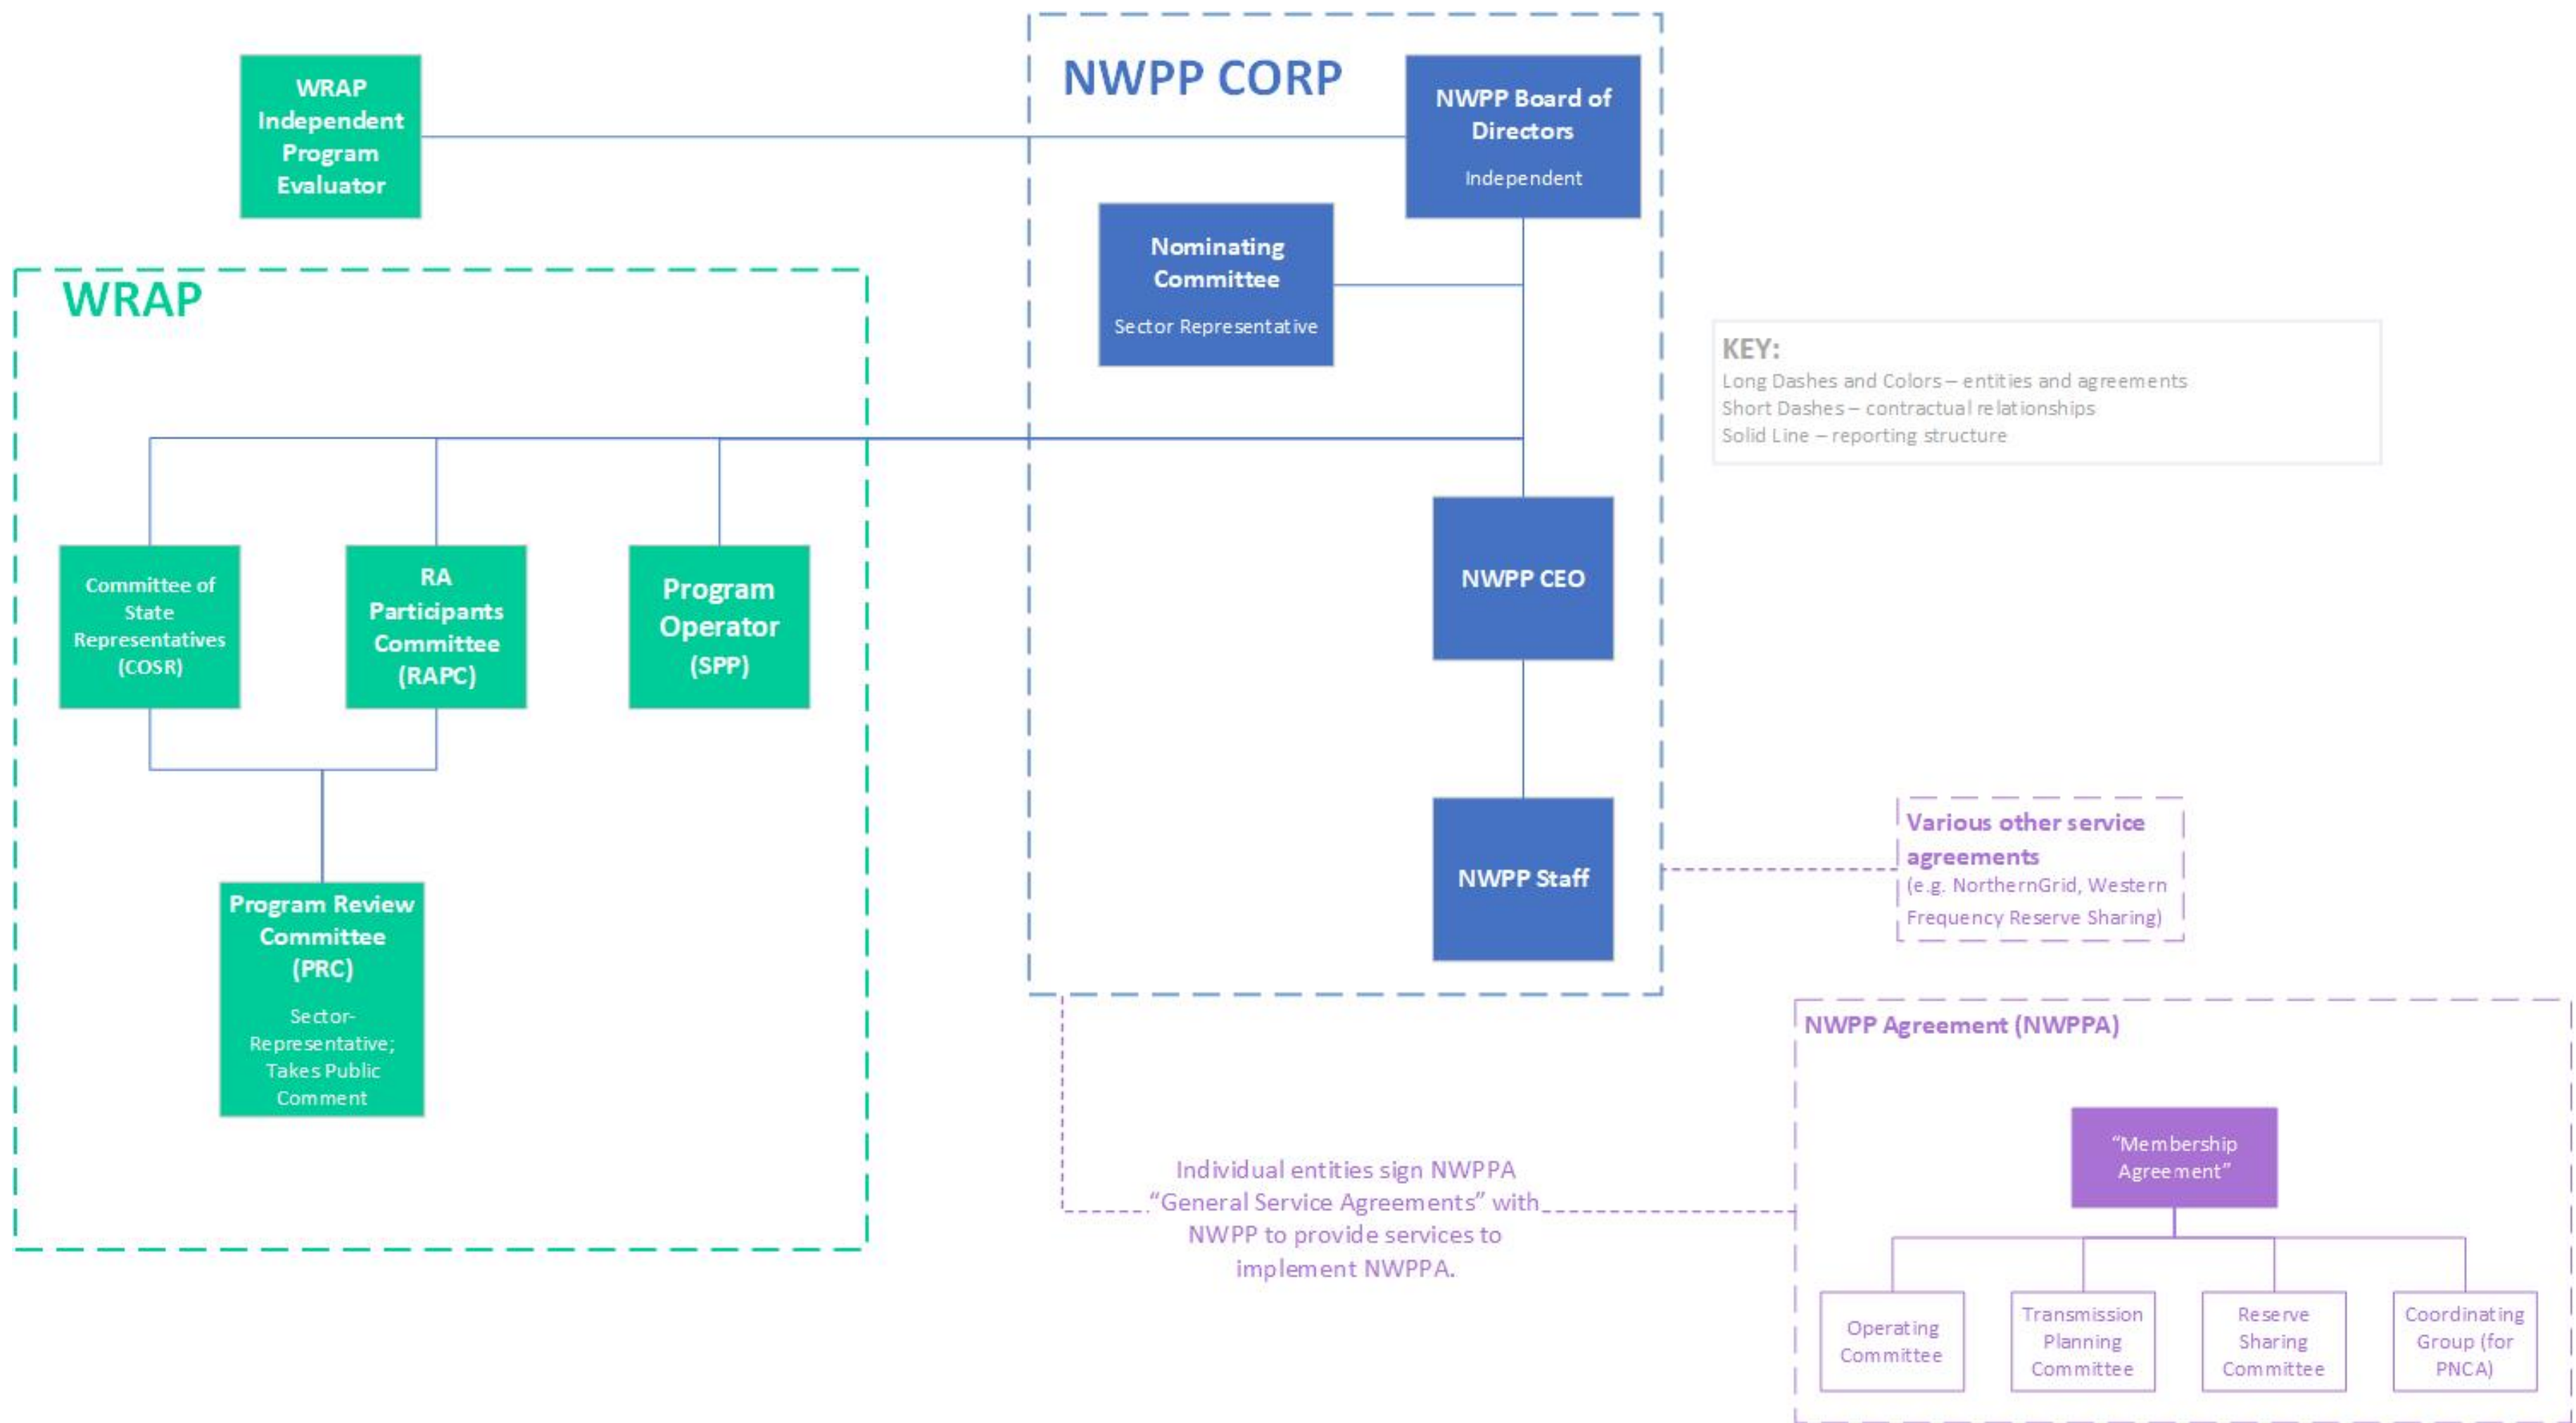 WRAP
Independent
Program
Evaluator
NWPP CORP
NWPP Board of
Directors
Independent
Nominating
Committee
Sector Representative
WRAP
KEY:
Long Dashes and Colors – entities and agreements
Short Dashes – contractual relationships
Solid Line – reporting structure
Committee of
State
Representatives
(COSR)
RA
Participants
Committee
(RAPC)
Program
Operator
(SPP)
NWPP CEO
NWPP Staff
Program Review
Committee
(PRC)
Sector-
Representative;
Takes Public
Comment
Various other service
agreements
(e.g. NorthernGrid, Western
Frequency Reserve Sharing)
Individual entities sign NWPPA
“General Service Agreements” with
NWPP to provide services to
implement NWPPA.
NWPP Agreement (NWPPA)
“Membership
Agreement”
Operating
Committee
Transmission
Planning
Committee
Reserve
Sharing
Committee
Coordinating
Group (for
PNCA)